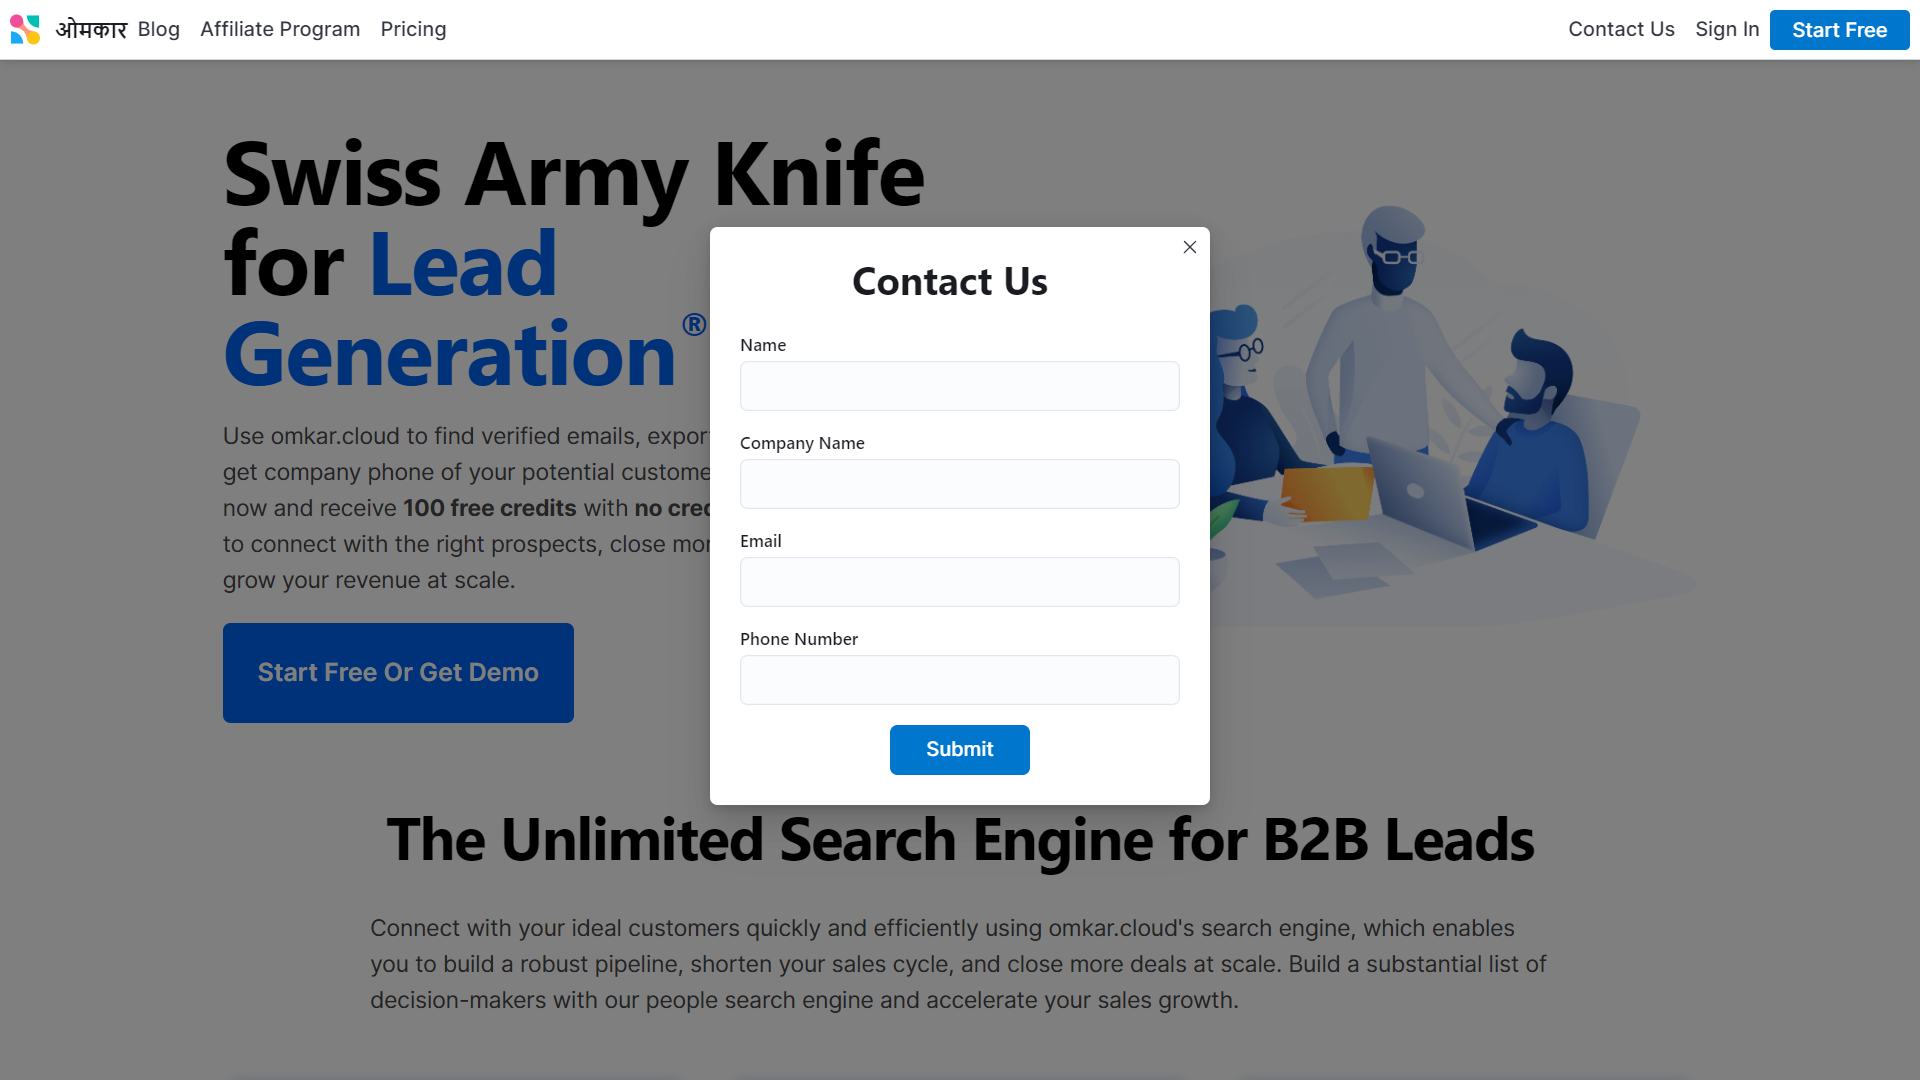 ओमकार Blog Affiliate Program Pricing Contact Us Sign In Start Free
Swiss Army Knife
for Lead
Generation®
Use omkar.cloud to find verified emails, expor
get company phone of your potential custome
now and receive 100 free credits with no cred
to connect with the right prospects, close mor
grow your revenue at scale.
Start Free Or Get Demo
Contact Us
Name
Company Name
Email
Phone Number
Submit
The Unlimited Search Engine for B2B Leads
Connect with your ideal customers quickly and efficiently using omkar.cloud's search engine, which enables
you to build a robust pipeline, shorten your sales cycle, and close more deals at scale. Build a substantial list of
decision-makers with our people search engine and accelerate your sales growth.